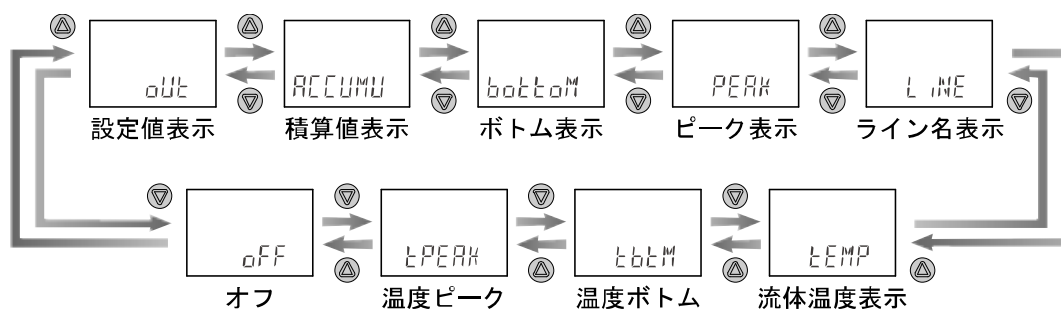 oUt
ACCUMU
bottoM
PEAK
LiNE
設定値表示
積算値表示
ボトム表示
ピーク表示
ライン名表示
oFF
tPEAK
tbtM
tEMP
オフ
温度ピーク
温度ボトム
流体温度表示